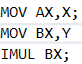 MOV AX,X;
MOV BX,Y
IMUL BX;